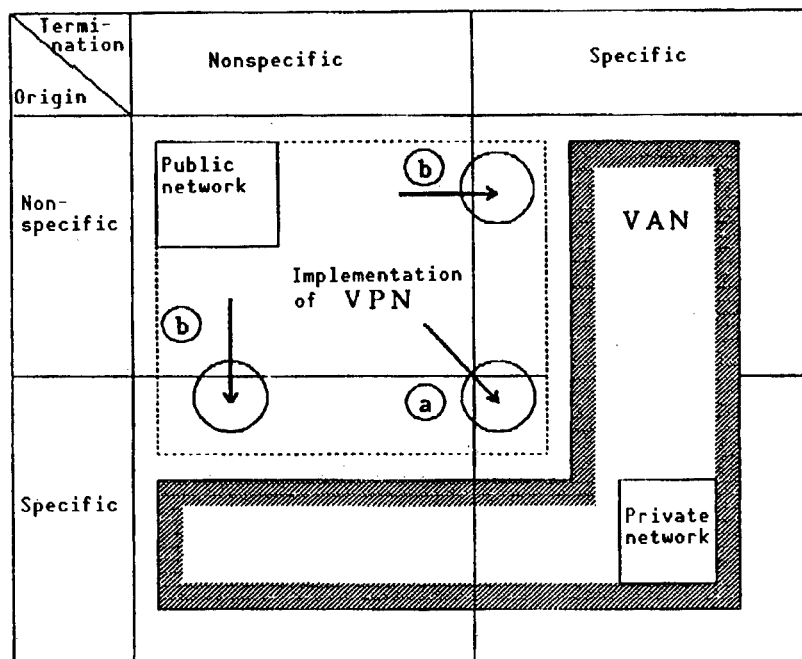 Termi-
nation
Origin
Nonspecific
Specific
Non-
specific
Public
network
b
VAN
Implementation
of VPN
b
a
Specific
Private
network